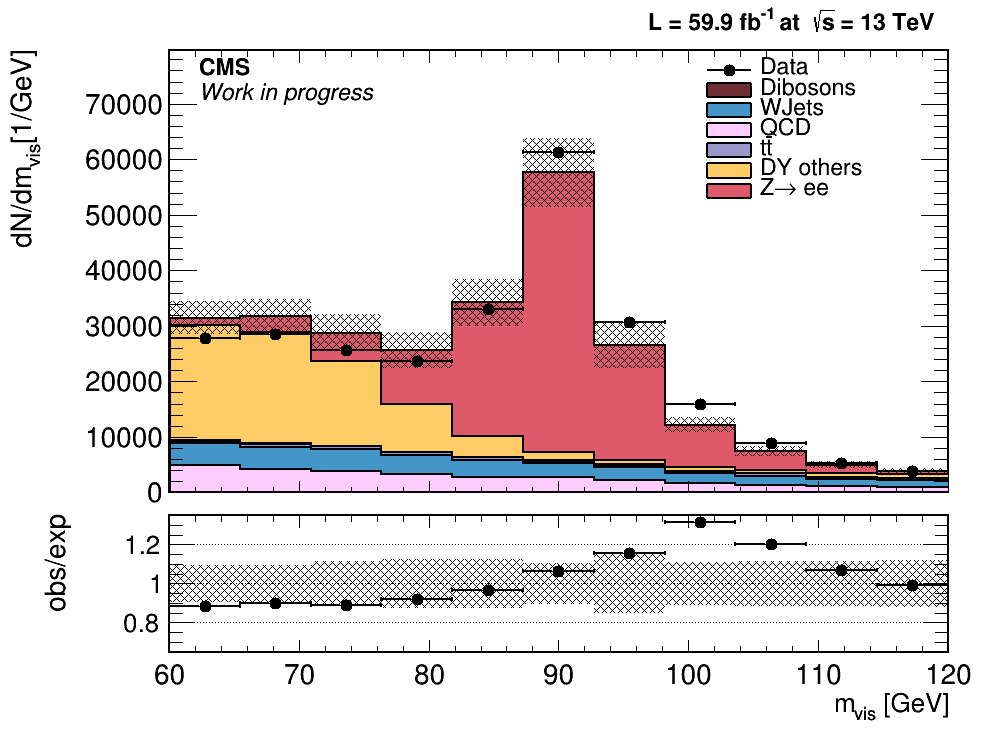 L = 59.9 fb⁻¹ at √s = 13 TeV
CMS
Work in progress
Data
Dibosons
WJets
QCD
tt̄
DY others
Z→ ee
dN/dm_vis[1/GeV]
70000
60000
50000
40000
30000
20000
10000
0
obs/exp
1.2
1
0.8
60 70 80 90 100 110 120
m_vis [GeV]